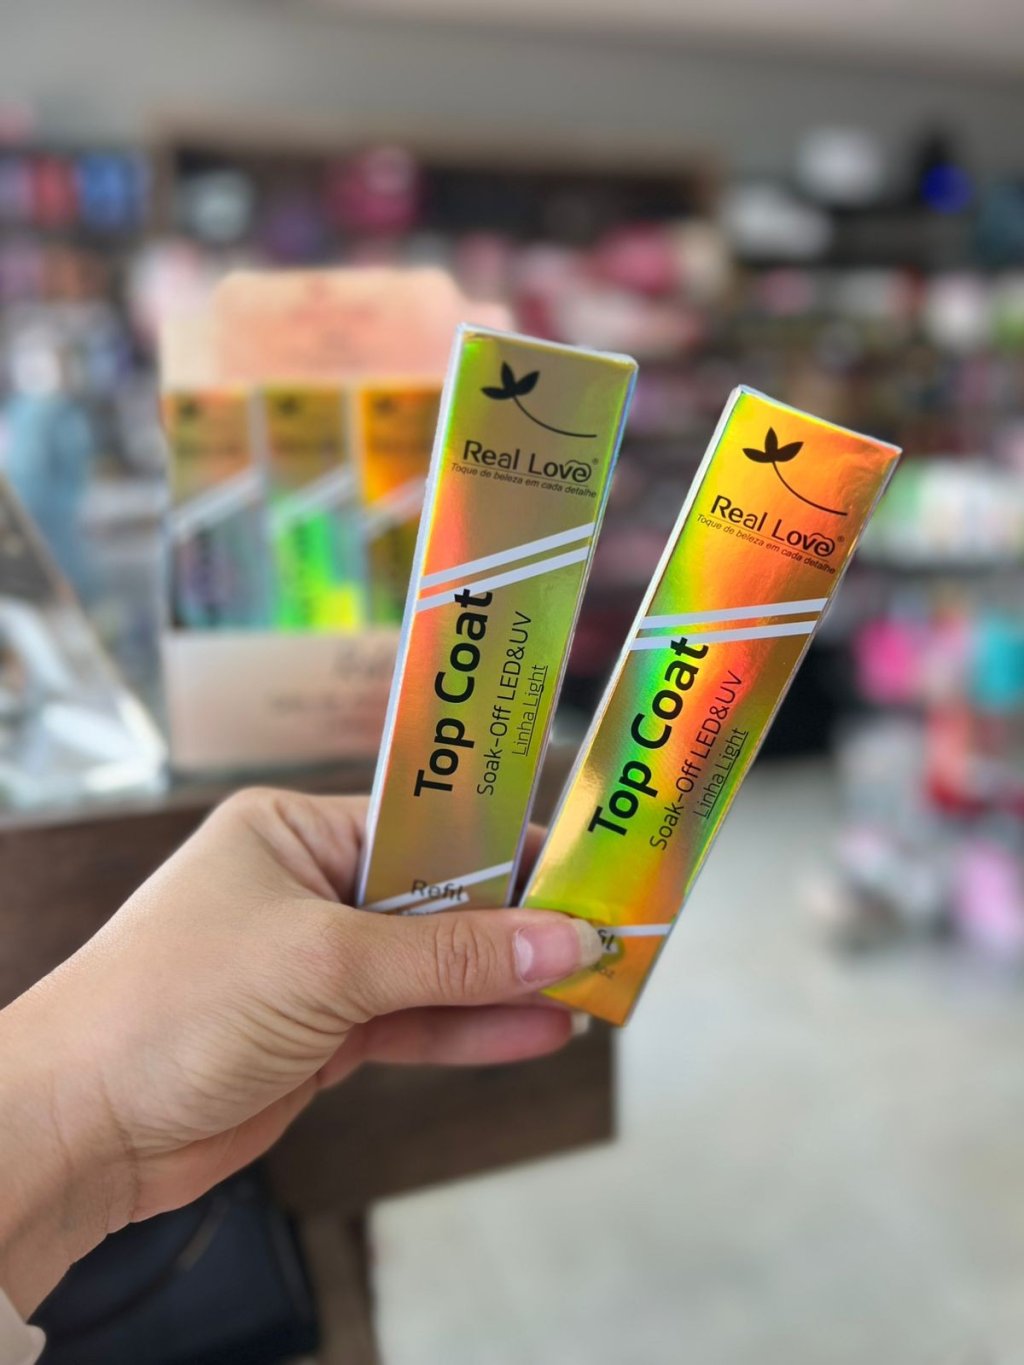 Real Love®
Toque de beleza em cada detalhe
Top Coat
Soak-Off LED&UV
Linha Light
Refil
Real Love®
Toque de beleza em cada detalhe
Top Coat
Soak-Off LED&UV
Linha Light